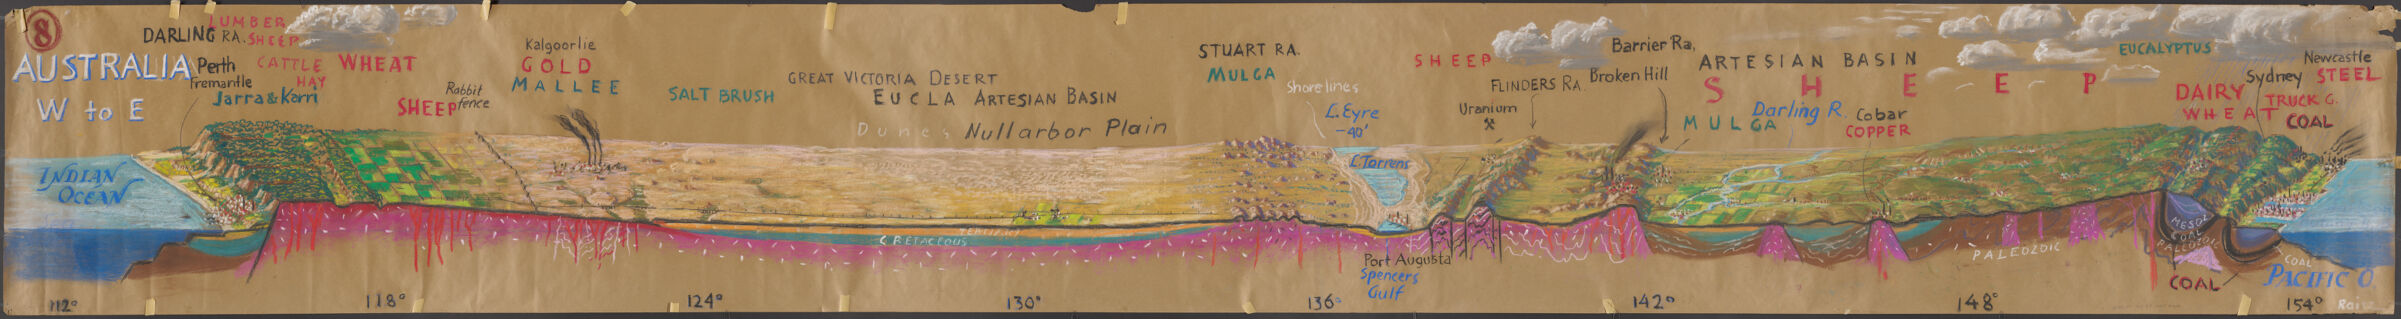 8
AUSTRALIA
W to E
DARLING RA.
LUMBER
SHEEP
Perth
Fremantle
CATTLE
HAY
Jarra & Karri
WHEAT
SHEEP
Rabbit
fence
Kalgoorlie
GOLD
MALLEE
SALT BRUSH
GREAT VICTORIA DESERT
EUCLA ARTESIAN BASIN
Dunes
Nullarbor Plain
STUART RA.
MULGA
Shorelines
L. Eyre
-40'
L. Torrens
SHEEP
FLINDERS RA.
Uranium
Barrier Ra,
Broken Hill
ARTESIAN BASIN
SHEEP
MULGA
Darling R.
Cobar
COPPER
EUCALYPTUS
DAIRY
WHEAT
Newcastle
Sydney
STEEL
TRUCK G.
COAL
INDIAN
OCEAN
TERTIARY
CRETACEOUS
Port Augusta
Spencers
Gulf
PALEOZOIC
MESOZ
COAL
PALEOZOIC
COAL
COAL
PACIFIC O.
112°
118°
124°
130°
136°
142°
148°
154°
Raisz